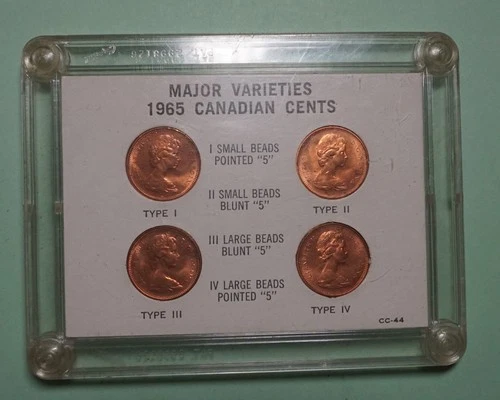 MAJOR VARIETIES
1965 CANADIAN CENTS
I SMALL BEADS
POINTED "5"
II SMALL BEADS
BLUNT "5"
TYPE I
TYPE II
III LARGE BEADS
BLUNT "5"
IV LARGE BEADS
POINTED "5"
TYPE III
TYPE IV
CC-44